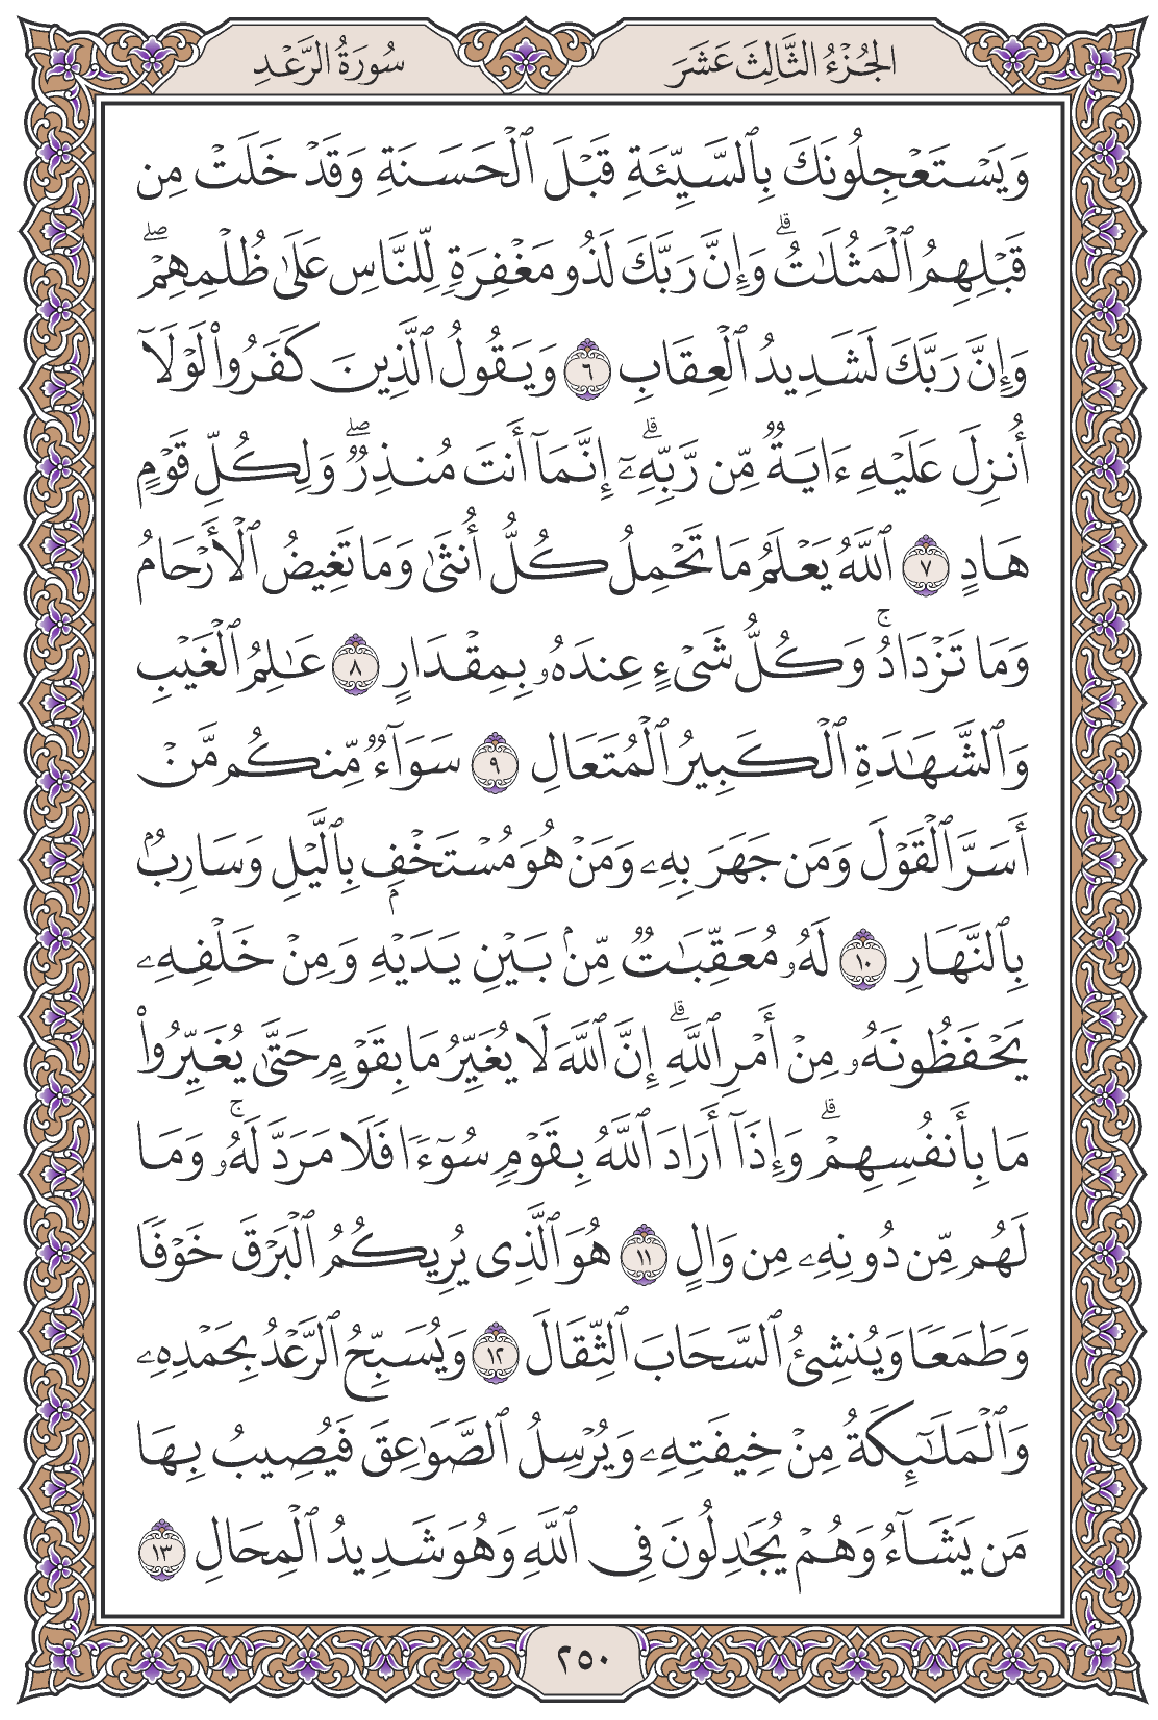 الجُزْءُ الثَّالِثَ عَشَرَ
سُورَةُ الرَّعْدِ
وَيَسْتَعْجِلُونَكَ بِٱلسَّيِّئَةِ قَبْلَ ٱلْحَسَنَةِ وَقَدْ خَلَتْ مِن
قَبْلِهِمُ ٱلْمَثُلَٰتُۗ وَإِنَّ رَبَّكَ لَذُو مَغْفِرَةٍ لِّلنَّاسِ عَلَىٰ ظُلْمِهِمْۖ
وَإِنَّ رَبَّكَ لَشَدِيدُ ٱلْعِقَابِ ٦ وَيَقُولُ ٱلَّذِينَ كَفَرُوا۟ لَوْلَآ
أُنزِلَ عَلَيْهِ ءَايَةٌ مِّن رَّبِّهِۦٓۗ إِنَّمَآ أَنتَ مُنذِرٌۖ وَلِكُلِّ قَوْمٍ
هَادٍ ٧ ٱللَّهُ يَعْلَمُ مَا تَحْمِلُ كُلُّ أُنثَىٰ وَمَا تَغِيضُ ٱلْأَرْحَامُ
وَمَا تَزْدَادُۚ وَكُلُّ شَىْءٍ عِندَهُۥ بِمِقْدَارٍ ٨ عَٰلِمُ ٱلْغَيْبِ
وَٱلشَّهَٰدَةِ ٱلْكَبِيرُ ٱلْمُتَعَالِ ٩ سَوَآءٌ مِّنكُم مَّنْ
أَسَرَّ ٱلْقَوْلَ وَمَن جَهَرَ بِهِۦ وَمَنْ هُوَ مُسْتَخْفٍۭ بِٱلَّيْلِ وَسَارِبٌۢ
بِٱلنَّهَارِ ١٠ لَهُۥ مُعَقِّبَٰتٌ مِّنۢ بَيْنِ يَدَيْهِ وَمِنْ خَلْفِهِۦ
يَحْفَظُونَهُۥ مِنْ أَمْرِ ٱللَّهِۗ إِنَّ ٱللَّهَ لَا يُغَيِّرُ مَا بِقَوْمٍ حَتَّىٰ يُغَيِّرُوا۟
مَا بِأَنفُسِهِمْۗ وَإِذَآ أَرَادَ ٱللَّهُ بِقَوْمٍ سُوٓءًا فَلَا مَرَدَّ لَهُۥۚ وَمَا
لَهُم مِّن دُونِهِۦ مِن وَالٍ ١١ هُوَ ٱلَّذِى يُرِيكُمُ ٱلْبَرْقَ خَوْفًا
وَطَمَعًا وَيُنشِئُ ٱلسَّحَابَ ٱلثِّقَالَ ١٢ وَيُسَبِّحُ ٱلرَّعْدُ بِحَمْدِهِۦ
وَٱلْمَلَٰٓئِكَةُ مِنْ خِيفَتِهِۦ وَيُرْسِلُ ٱلصَّوَٰعِقَ فَيُصِيبُ بِهَا
مَن يَشَآءُ وَهُمْ يُجَٰدِلُونَ فِى ٱللَّهِ وَهُوَ شَدِيدُ ٱلْمِحَالِ ١٣
٢٥٠